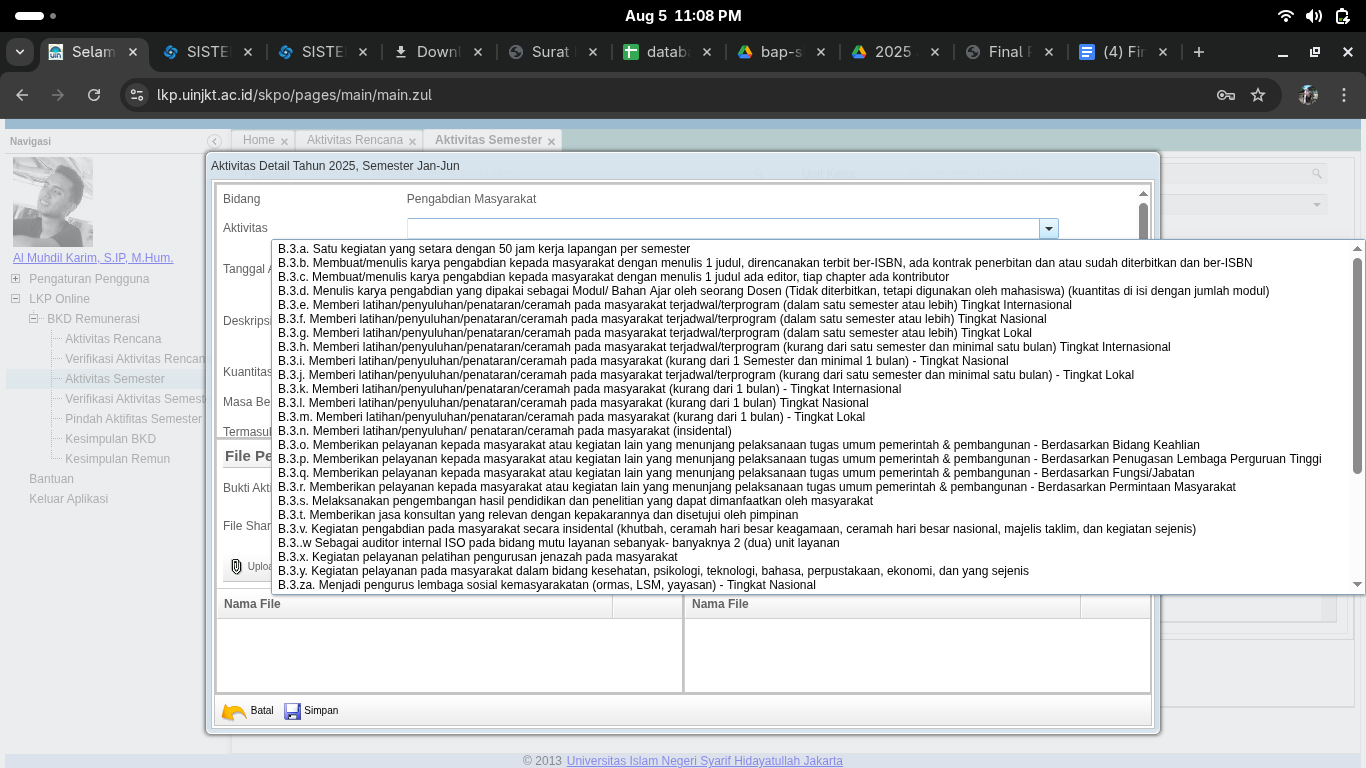 Aug 5 11:08 PM
Selam
SISTE
SISTE
Downl
Surat
datab
bap-s
2025
Final F
(4) Fir
lkp.uinjkt.ac.id/skpo/pages/main/main.zul
Navigasi
Home
Aktivitas Rencana
Aktivitas Semester
Al Muhdil Karim, S.IP, M.Hum.
Pengaturan Pengguna
LKP Online
BKD Remunerasi
Aktivitas Rencana
Verifikasi Aktivitas Rencan
Aktivitas Semester
Verifikasi Aktivitas Semest
Pindah Aktifitas Semester
Kesimpulan BKD
Kesimpulan Remun
Bantuan
Keluar Aplikasi
Aktivitas Detail Tahun 2025, Semester Jan-Jun
Bidang Pengabdian Masyarakat
Aktivitas
Tanggal A
Deskripsi
Kuantitas
Masa Be
Termasul
B.3.a. Satu kegiatan yang setara dengan 50 jam kerja lapangan per semester
B.3.b. Membuat/menulis karya pengabdian kepada masyarakat dengan menulis 1 judul, direncanakan terbit ber-ISBN, ada kontrak penerbitan dan atau sudah diterbitkan dan ber-ISBN
B.3.c. Membuat/menulis karya pengabdian kepada masyarakat dengan menulis 1 judul ada editor, tiap chapter ada kontributor
B.3.d. Menulis karya pengabdian yang dipakai sebagai Modul/ Bahan Ajar oleh seorang Dosen (Tidak diterbitkan, tetapi digunakan oleh mahasiswa) (kuantitas di isi dengan jumlah modul)
B.3.e. Memberi latihan/penyuluhan/penataran/ceramah pada masyarakat terjadwal/terprogram (dalam satu semester atau lebih) Tingkat Internasional
B.3.f. Memberi latihan/penyuluhan/penataran/ceramah pada masyarakat terjadwal/terprogram (dalam satu semester atau lebih) Tingkat Nasional
B.3.g. Memberi latihan/penyuluhan/penataran/ceramah pada masyarakat terjadwal/terprogram (dalam satu semester atau lebih) Tingkat Lokal
B.3.h. Memberi latihan/penyuluhan/penataran/ceramah pada masyarakat terjadwal/terprogram (kurang dari satu semester dan minimal satu bulan) Tingkat Internasional
B.3.i. Memberi latihan/penyuluhan/penataran/ceramah pada masyarakat (kurang dari 1 Semester dan minimal 1 bulan) - Tingkat Nasional
B.3.j. Memberi latihan/penyuluhan/penataran/ceramah pada masyarakat terjadwal/terprogram (kurang dari satu semester dan minimal satu bulan) - Tingkat Lokal
B.3.k. Memberi latihan/penyuluhan/penataran/ceramah pada masyarakat (kurang dari 1 bulan) - Tingkat Internasional
B.3.l. Memberi latihan/penyuluhan/penataran/ceramah pada masyarakat (kurang dari 1 bulan) Tingkat Nasional
B.3.m. Memberi latihan/penyuluhan/penataran/ceramah pada masyarakat (kurang dari 1 bulan) - Tingkat Lokal
B.3.n. Memberi latihan/penyuluhan/ penataran/ceramah pada masyarakat (insidental)
B.3.o. Memberikan pelayanan kepada masyarakat atau kegiatan lain yang menunjang pelaksanaan tugas umum pemerintah & pembangunan - Berdasarkan Bidang Keahlian
B.3.p. Memberikan pelayanan kepada masyarakat atau kegiatan lain yang menunjang pelaksanaan tugas umum pemerintah & pembangunan - Berdasarkan Penugasan Lembaga Perguruan Tinggi
B.3.q. Memberikan pelayanan kepada masyarakat atau kegiatan lain yang menunjang pelaksanaan tugas umum pemerintah & pembangunan - Berdasarkan Fungsi/Jabatan
B.3.r. Memberikan pelayanan kepada masyarakat atau kegiatan lain yang menunjang pelaksanaan tugas umum pemerintah & pembangunan - Berdasarkan Permintaan Masyarakat
B.3.s. Melaksanakan pengembangan hasil pendidikan dan penelitian yang dapat dimanfaatkan oleh masyarakat
B.3.t. Memberikan jasa konsultan yang relevan dengan kepakarannya dan disetujui oleh pimpinan
B.3.v. Kegiatan pengabdian pada masyarakat secara insidental (khutbah, ceramah hari besar keagamaan, ceramah hari besar nasional, majelis taklim, dan kegiatan sejenis)
B.3..w Sebagai auditor internal ISO pada bidang mutu layanan sebanyak- banyaknya 2 (dua) unit layanan
B.3.x. Kegiatan pelayanan pelatihan pengurusan jenazah pada masyarakat
B.3.y. Kegiatan pelayanan pada masyarakat dalam bidang kesehatan, psikologi, teknologi, bahasa, perpustakaan, ekonomi, dan yang sejenis
B.3.za. Menjadi pengurus lembaga sosial kemasyarakatan (ormas, LSM, yayasan) - Tingkat Nasional
File Pe
Bukti Akti
File Shar
Uploa
Nama File
Nama File
Batal
Simpan
© 2013 Universitas Islam Negeri Syarif Hidayatullah Jakarta